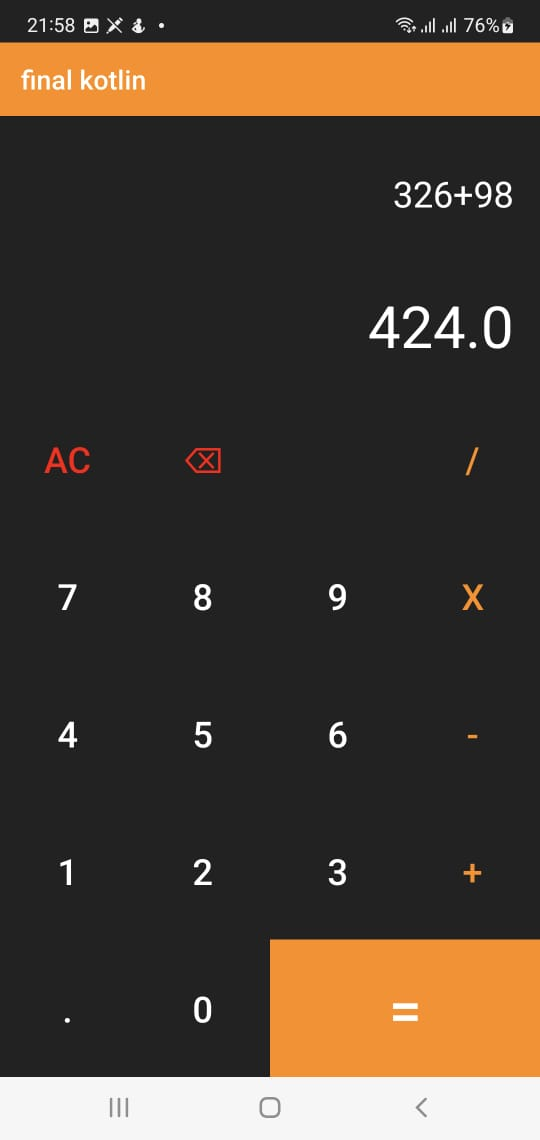 21:58 76%
final kotlin
326+98
424.0
AC /
7 8 9 X
4 5 6 -
1 2 3 +
. 0 =